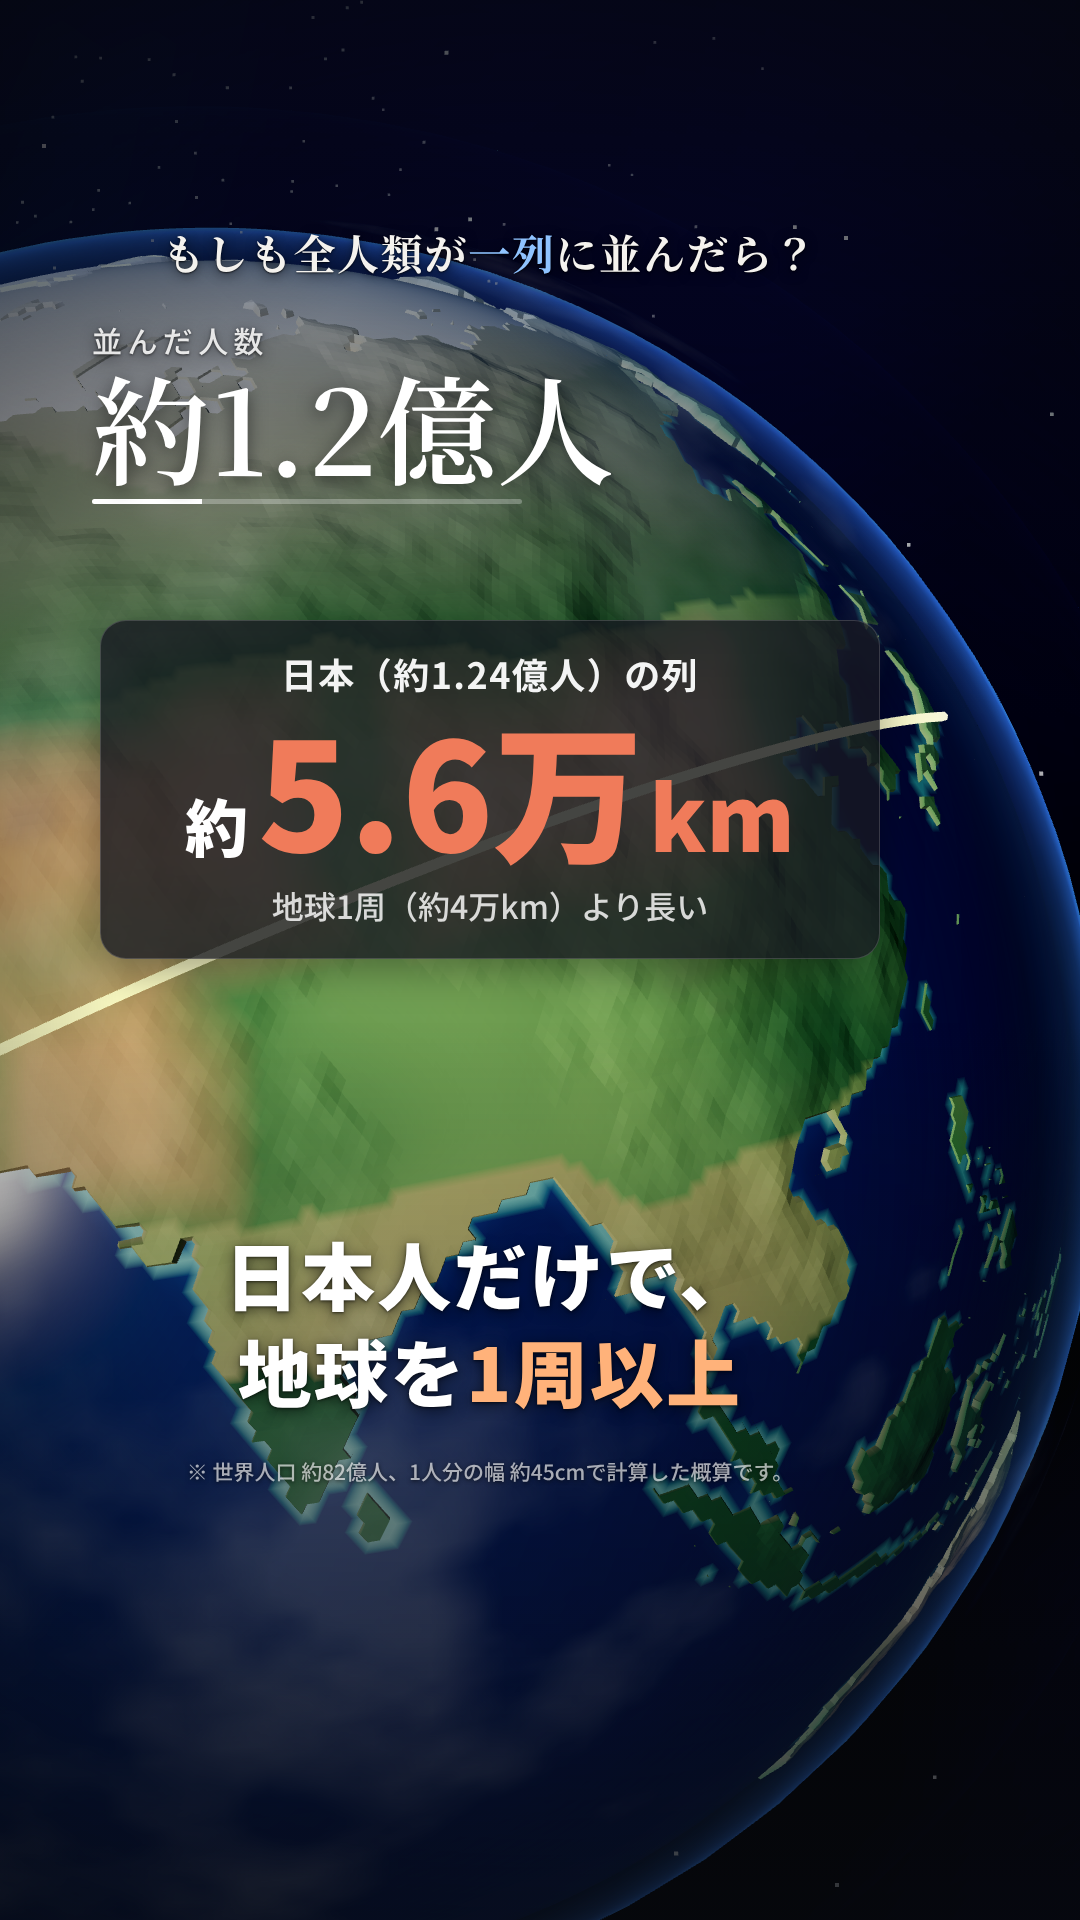 もしも全人類が一列に並んだら？
並んだ人数
約1.2億人
日本（約1.24億人）の列
約5.6万km
地球1周（約4万km）より長い
日本人だけで、
地球を1周以上
※ 世界人口 約82億人、1人分の幅 約45cmで計算した概算です。